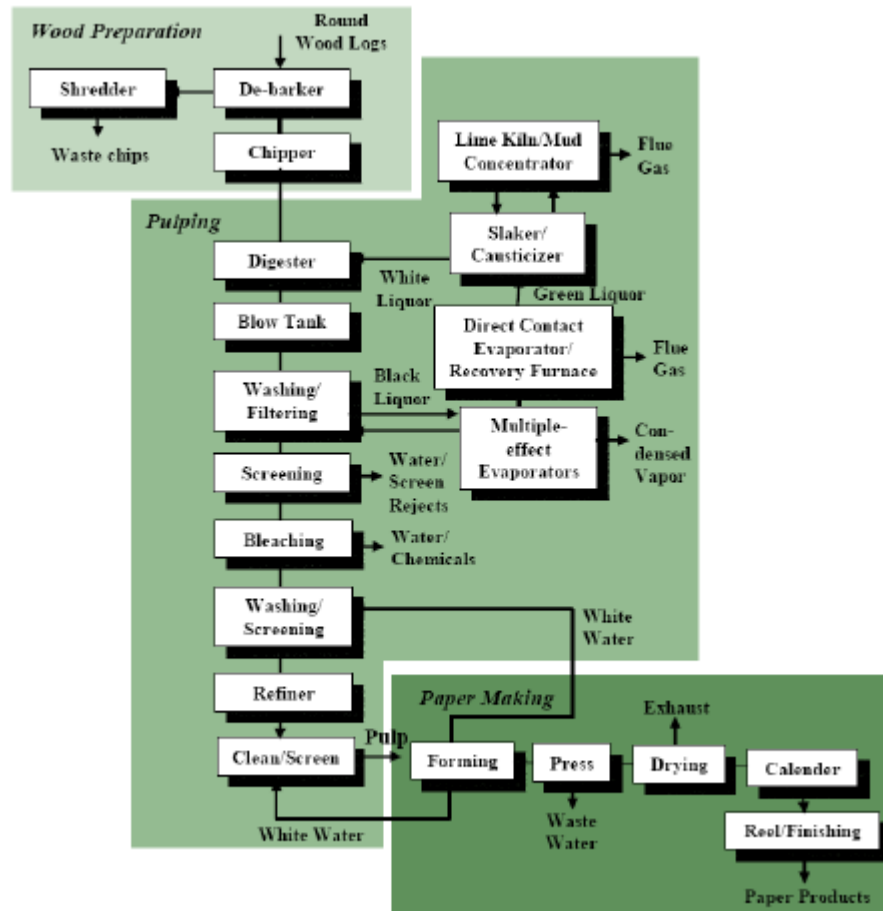 Wood Preparation
Round
Wood Logs
Shredder
De-barker
Waste chips
Chipper
Lime Kiln/Mud
Concentrator
Flue
Gas
Pulping
Slaker/
Causticizer
Digester
White
Liquor
Green Liquor
Blow Tank
Direct Contact
Evaporator/
Recovery Furnace
Flue
Gas
Washing/
Filtering
Black
Liquor
Multiple-
effect
Evaporators
Con-
densed
Vapor
Screening
Water/
Screen
Rejects
Bleaching
Water/
Chemicals
Washing/
Screening
White
Water
Refiner
Paper Making
Exhaust
Clean/Screen
Pulp
Forming
Press
Drying
Calender
White Water
Waste
Water
Reel/Finishing
Paper Products